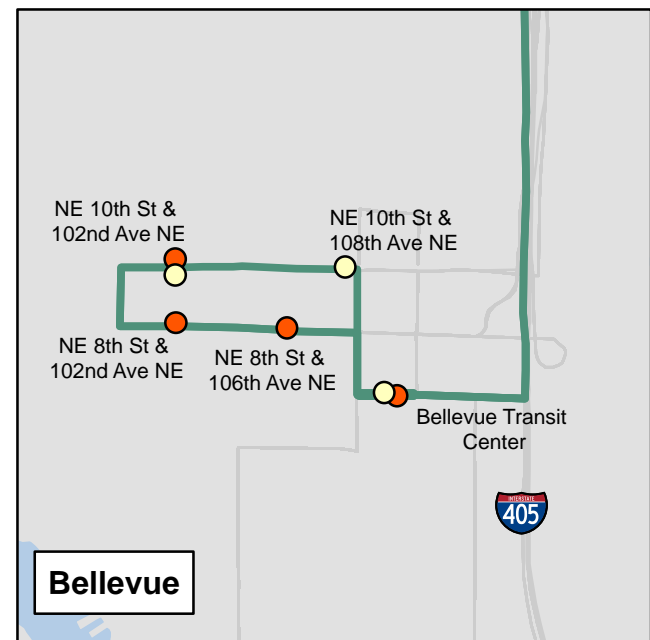 NE 10th St &
102nd Ave NE
NE 10th St &
108th Ave NE
NE 8th St &
102nd Ave NE
NE 8th St &
106th Ave NE
Bellevue Transit
Center
INTERSTATE
405
Bellevue